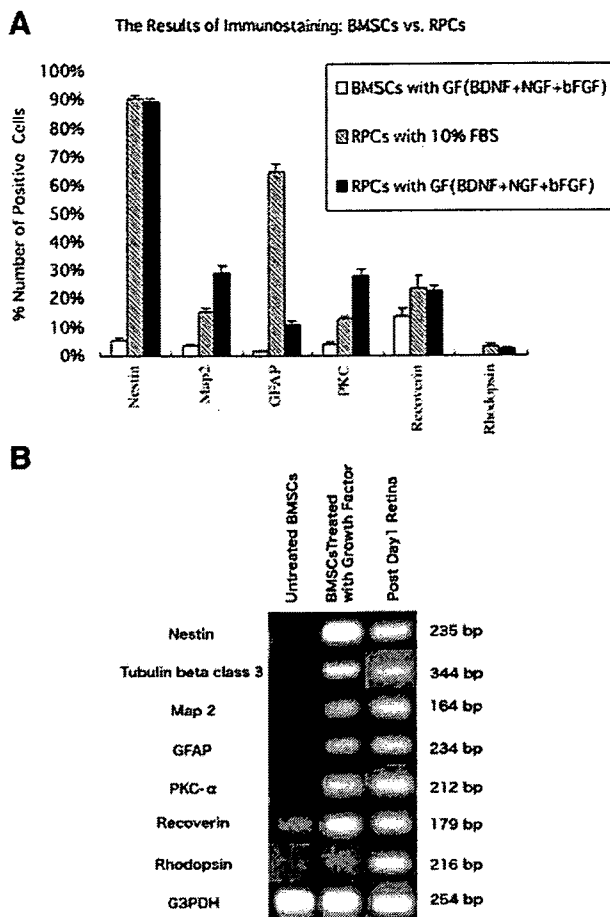 A
The Results of Immunostaining: BMSCs vs. RPCs
% Number of Positive Cells
100%
90%
80%
70%
60%
50%
40%
30%
20%
10%
0%
BMSCs with GF(BDNF+NGF+bFGF)
RPCs with 10% FBS
RPCs with GF(BDNF+NGF+bFGF)
Nestin
Map2
GFAP
PKC
Recoverin
Rhodopsin
B
Untreated BMSCs
BMSCsTreated
with Growth Factor
Post Day1 Retina
Nestin 235 bp
Tubulin beta class 3 344 bp
Map 2 164 bp
GFAP 234 bp
PKC-α 212 bp
Recoverin 179 bp
Rhodopsin 216 bp
G3PDH 254 bp